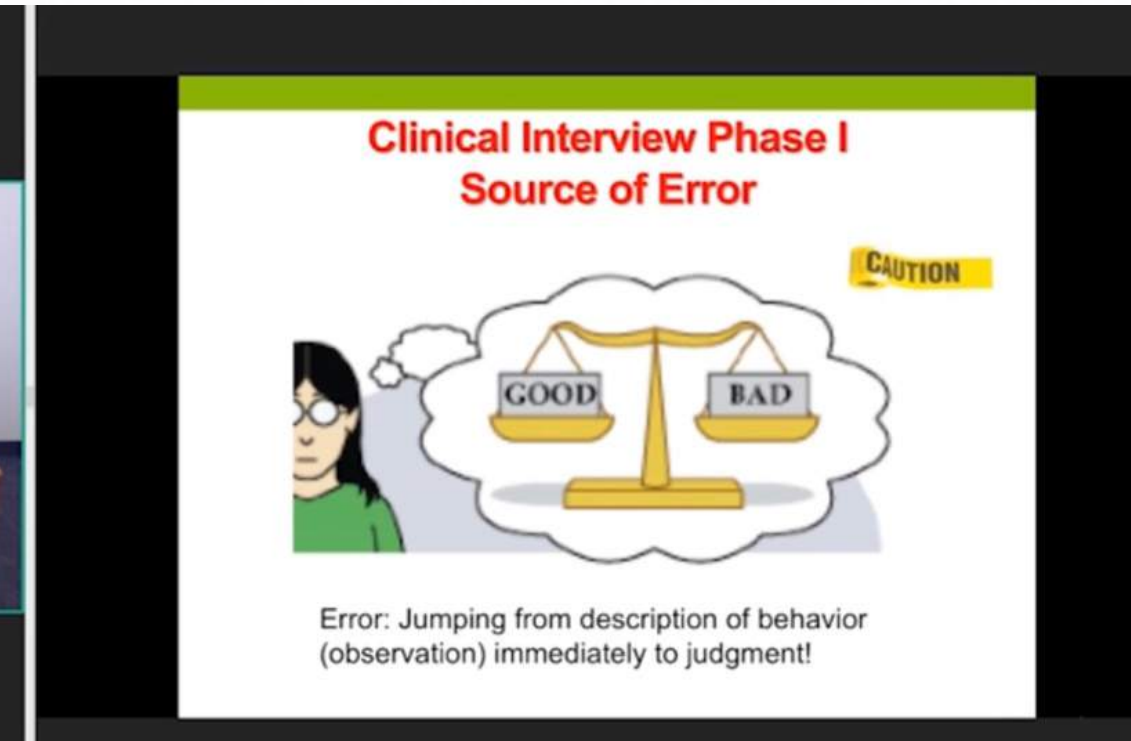 Clinical Interview Phase I
Source of Error
CAUTION
GOOD
BAD
Error: Jumping from description of behavior
(observation) immediately to judgment!